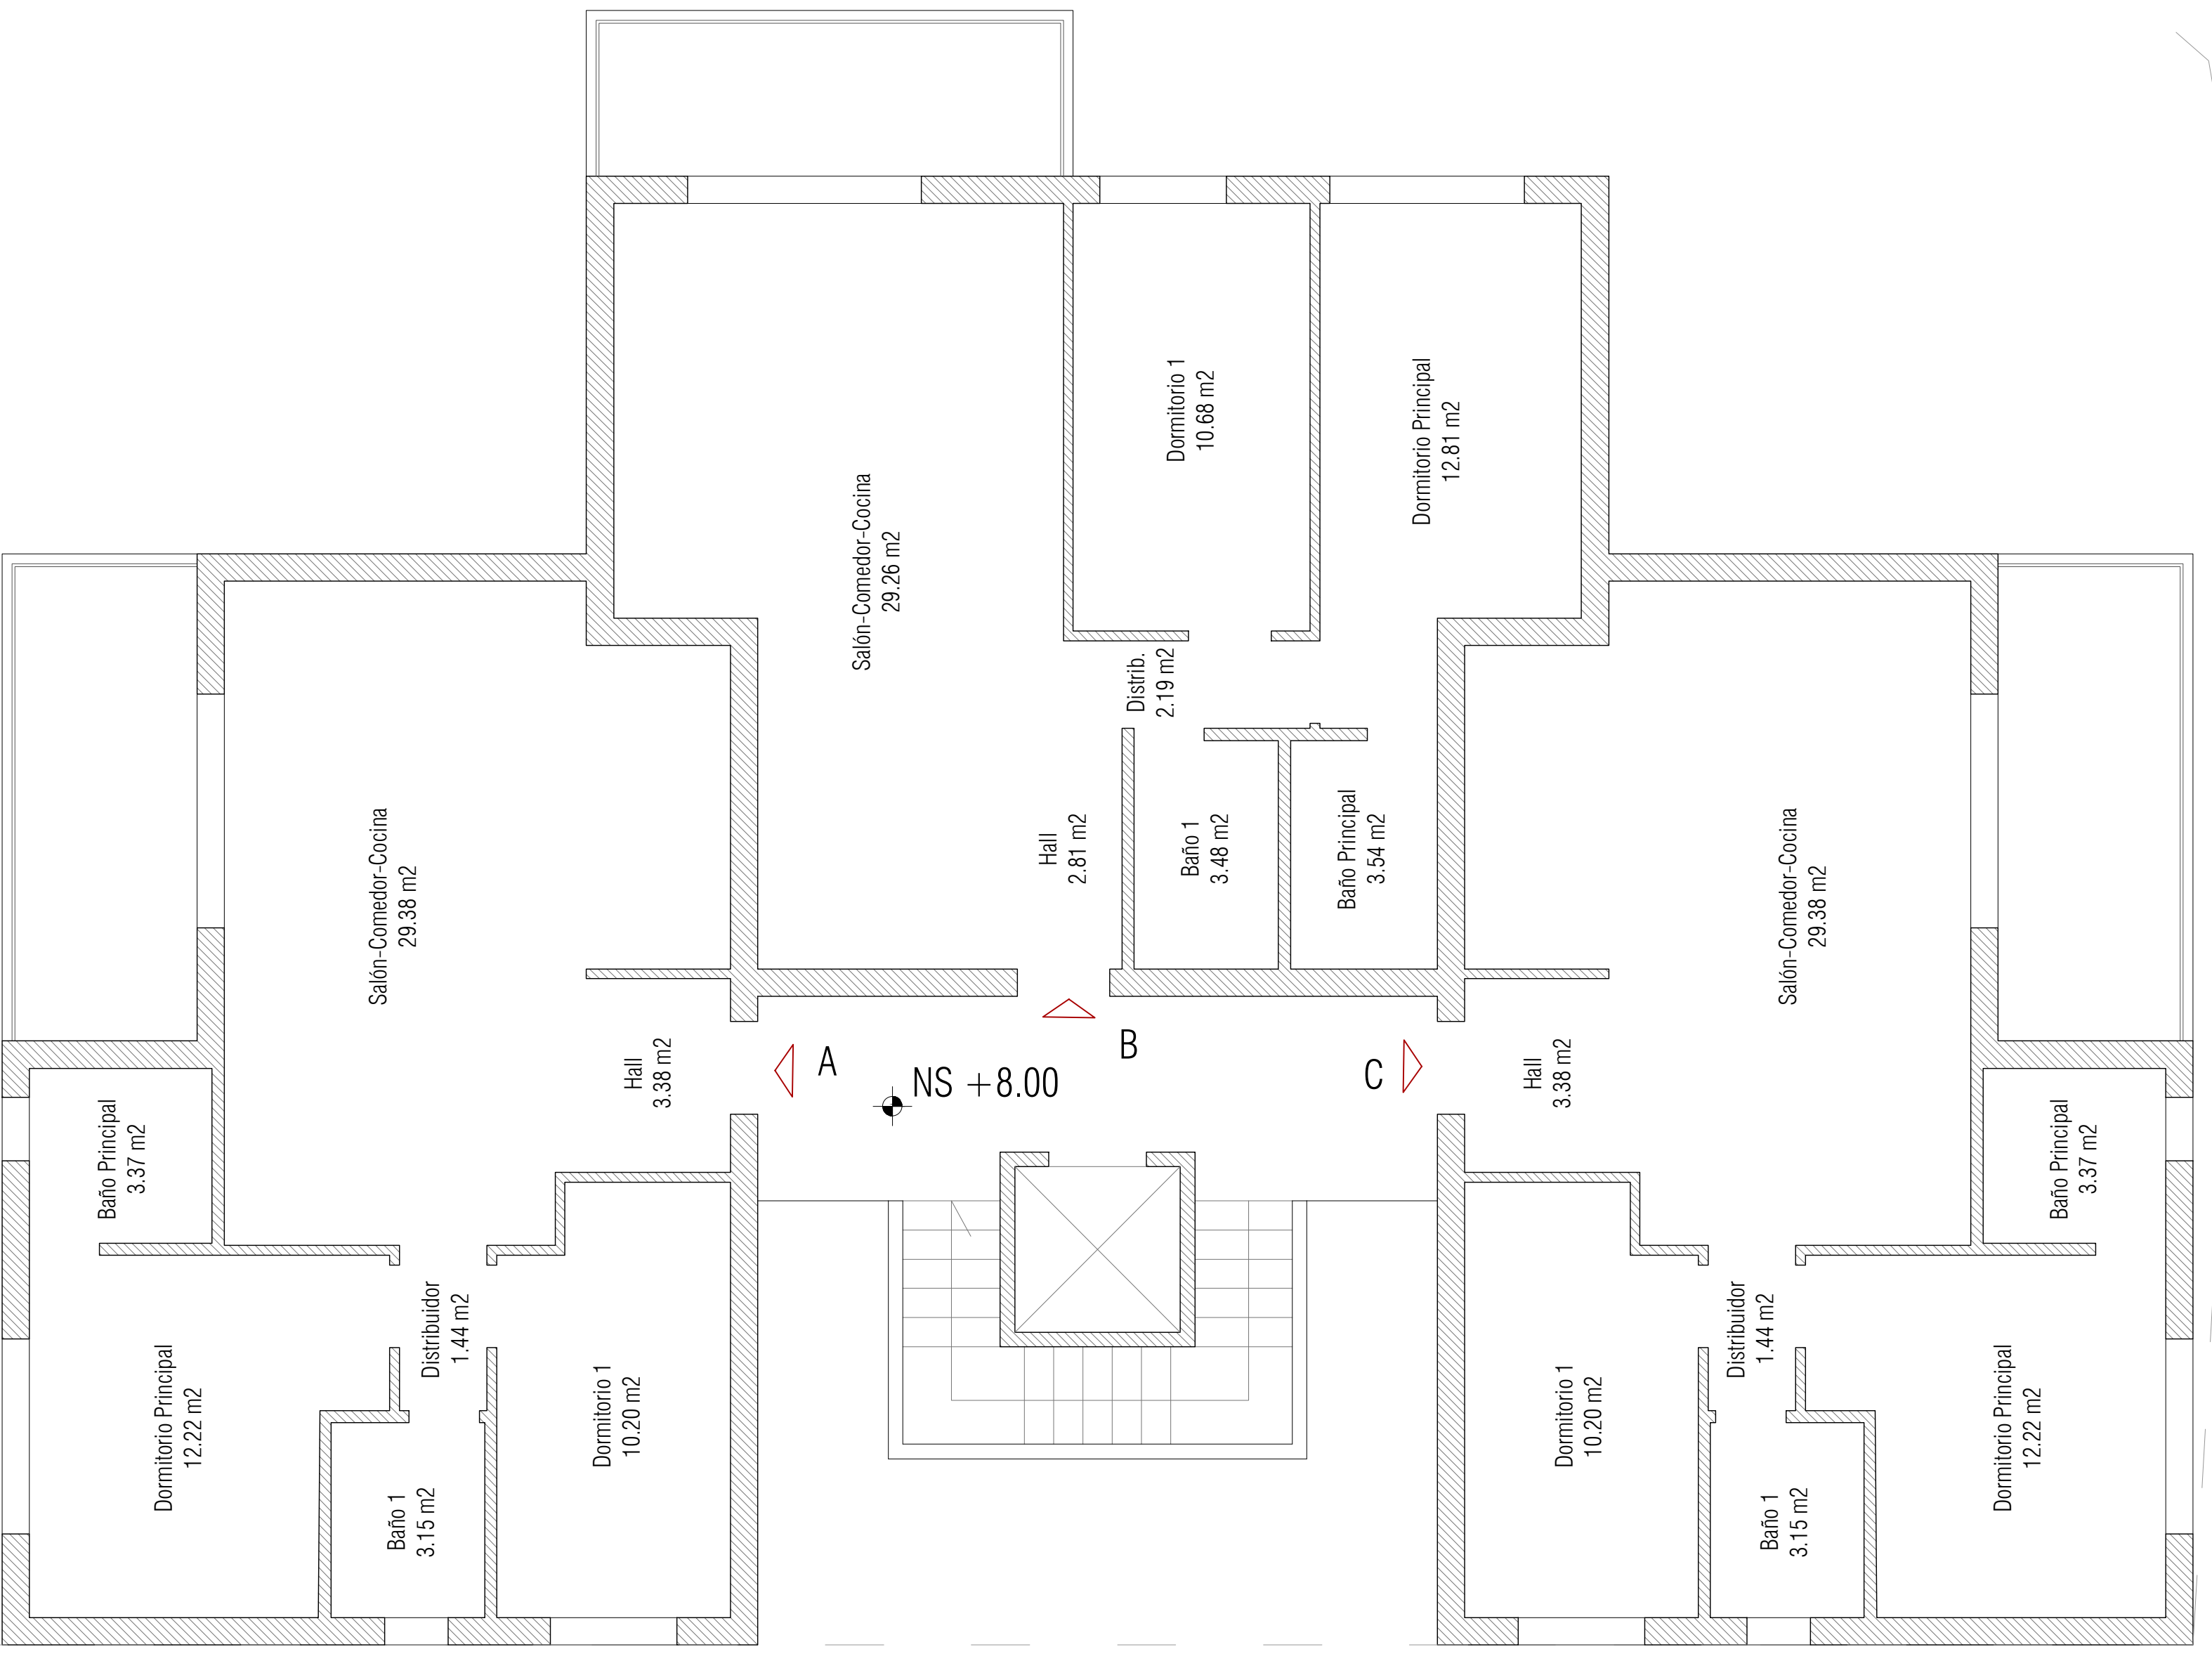 Dormitorio 1
10.68 m2
Dormitorio Principal
12.81 m2
Salón-Comedor-Cocina
29.26 m2
Distrib.
2.19 m2
Hall
2.81 m2
Baño 1
3.48 m2
Baño Principal
3.54 m2
Salón-Comedor-Cocina
29.38 m2
Salón-Comedor-Cocina
29.38 m2
Hall
3.38 m2
A
B
C
NS +8.00
Hall
3.38 m2
Baño Principal
3.37 m2
Baño Principal
3.37 m2
Dormitorio Principal
12.22 m2
Distribuidor
1.44 m2
Dormitorio 1
10.20 m2
Baño 1
3.15 m2
Dormitorio 1
10.20 m2
Distribuidor
1.44 m2
Baño 1
3.15 m2
Dormitorio Principal
12.22 m2